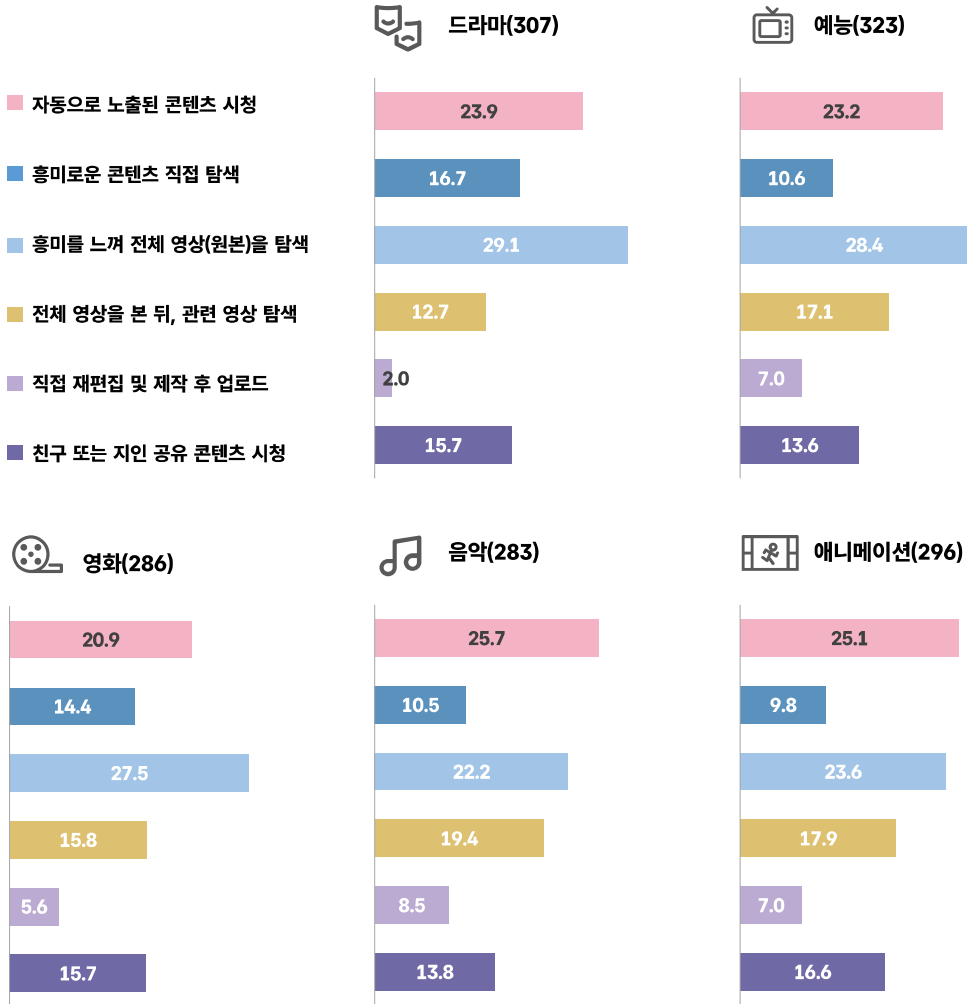 드라마(307)
예능(323)
자동으로 노출된 콘텐츠 시청
흥미로운 콘텐츠 직접 탐색
흥미를 느껴 전체 영상(원본)을 탐색
전체 영상을 본 뒤, 관련 영상 탐색
직접 재편집 및 제작 후 업로드
친구 또는 지인 공유 콘텐츠 시청
23.9
16.7
29.1
12.7
2.0
15.7
23.2
10.6
28.4
17.1
7.0
13.6
영화(286)
20.9
14.4
27.5
15.8
5.6
15.7
음악(283)
25.7
10.5
22.2
19.4
8.5
13.8
애니메이션(296)
25.1
9.8
23.6
17.9
7.0
16.6